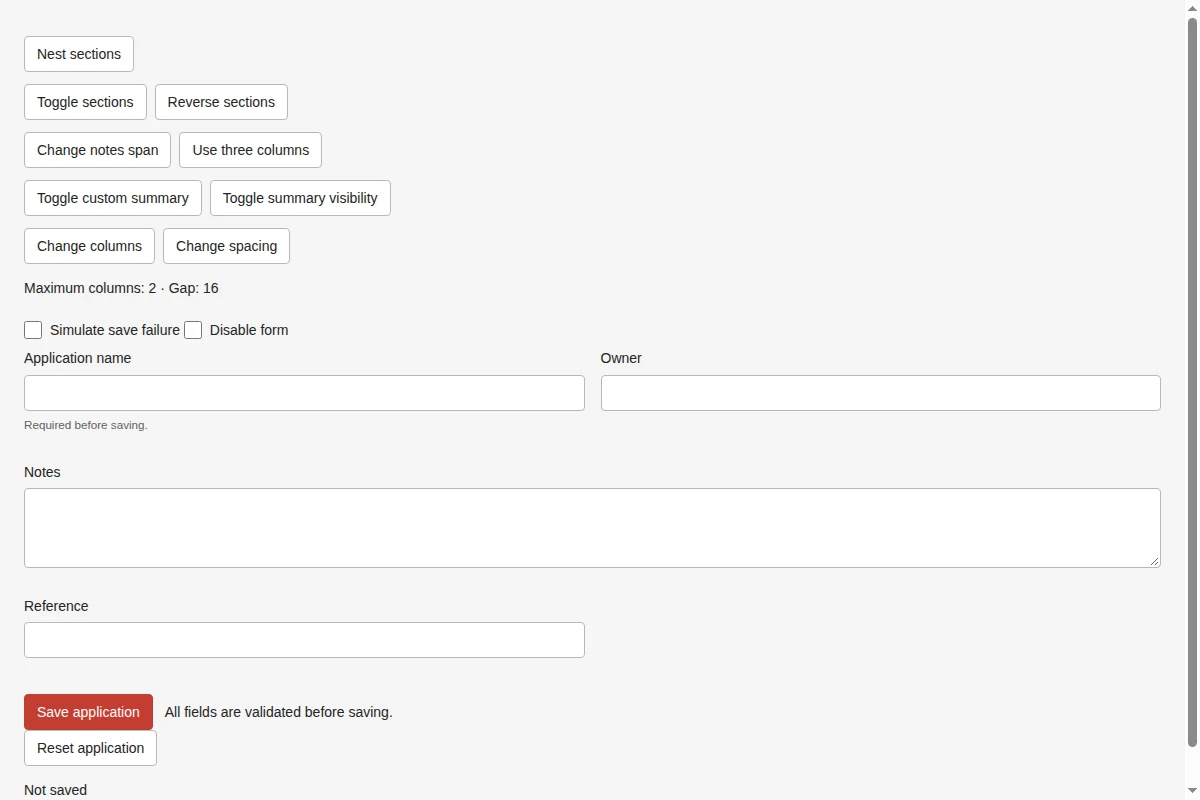 Nest sections
Toggle sections Reverse sections
Change notes span Use three columns
Toggle custom summary Toggle summary visibility
Change columns Change spacing
Maximum columns: 2 · Gap: 16
Simulate save failure Disable form
Application name Owner
Required before saving.
Notes
Reference
Save application All fields are validated before saving.
Reset application
Not saved